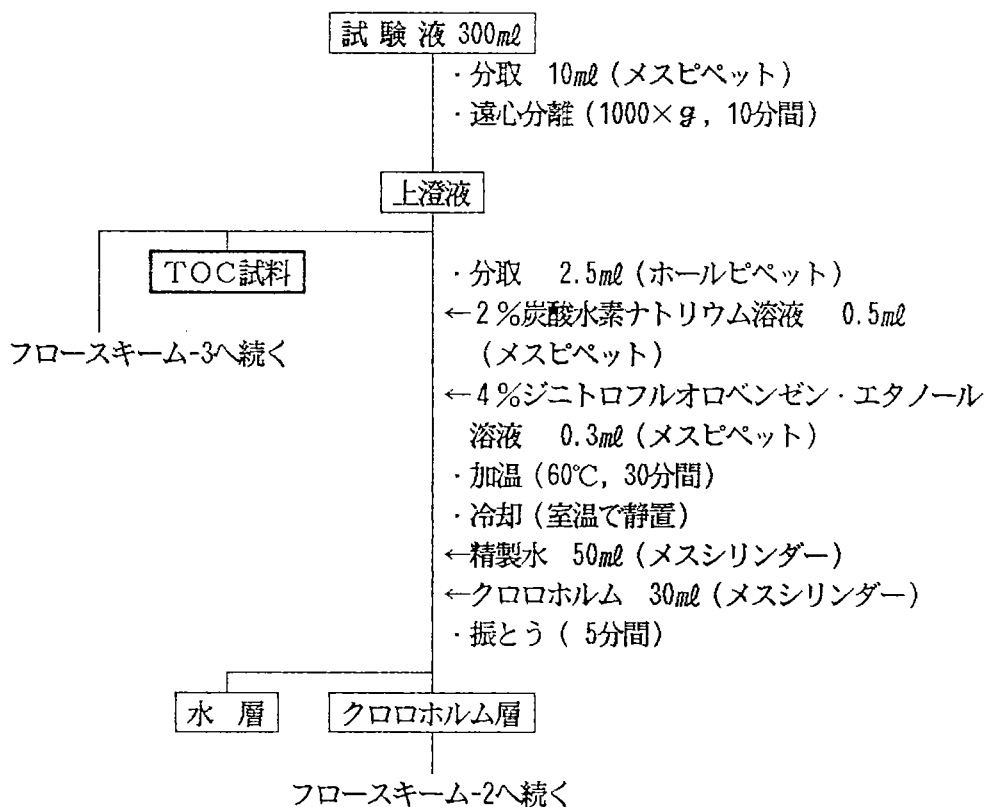 試験液 300ml
・分取 10ml (メスピペット)
・遠心分離 (1000×g, 10分間)
上澄液
TOC試料
・分取 2.5ml (ホールピペット)
←2%炭酸水素ナトリウム溶液 0.5ml
(メスピペット)
フロースキーム-3へ続く
←4%ジニトロフルオロベンゼン・エタノール
溶液 0.3ml (メスピペット)
・加温 (60℃, 30分間)
・冷却 (室温で静置)
←精製水 50ml (メスシリンダー)
←クロロホルム 30ml (メスシリンダー)
・振とう ( 5分間)
水層
クロロホルム層
フロースキーム-2へ続く